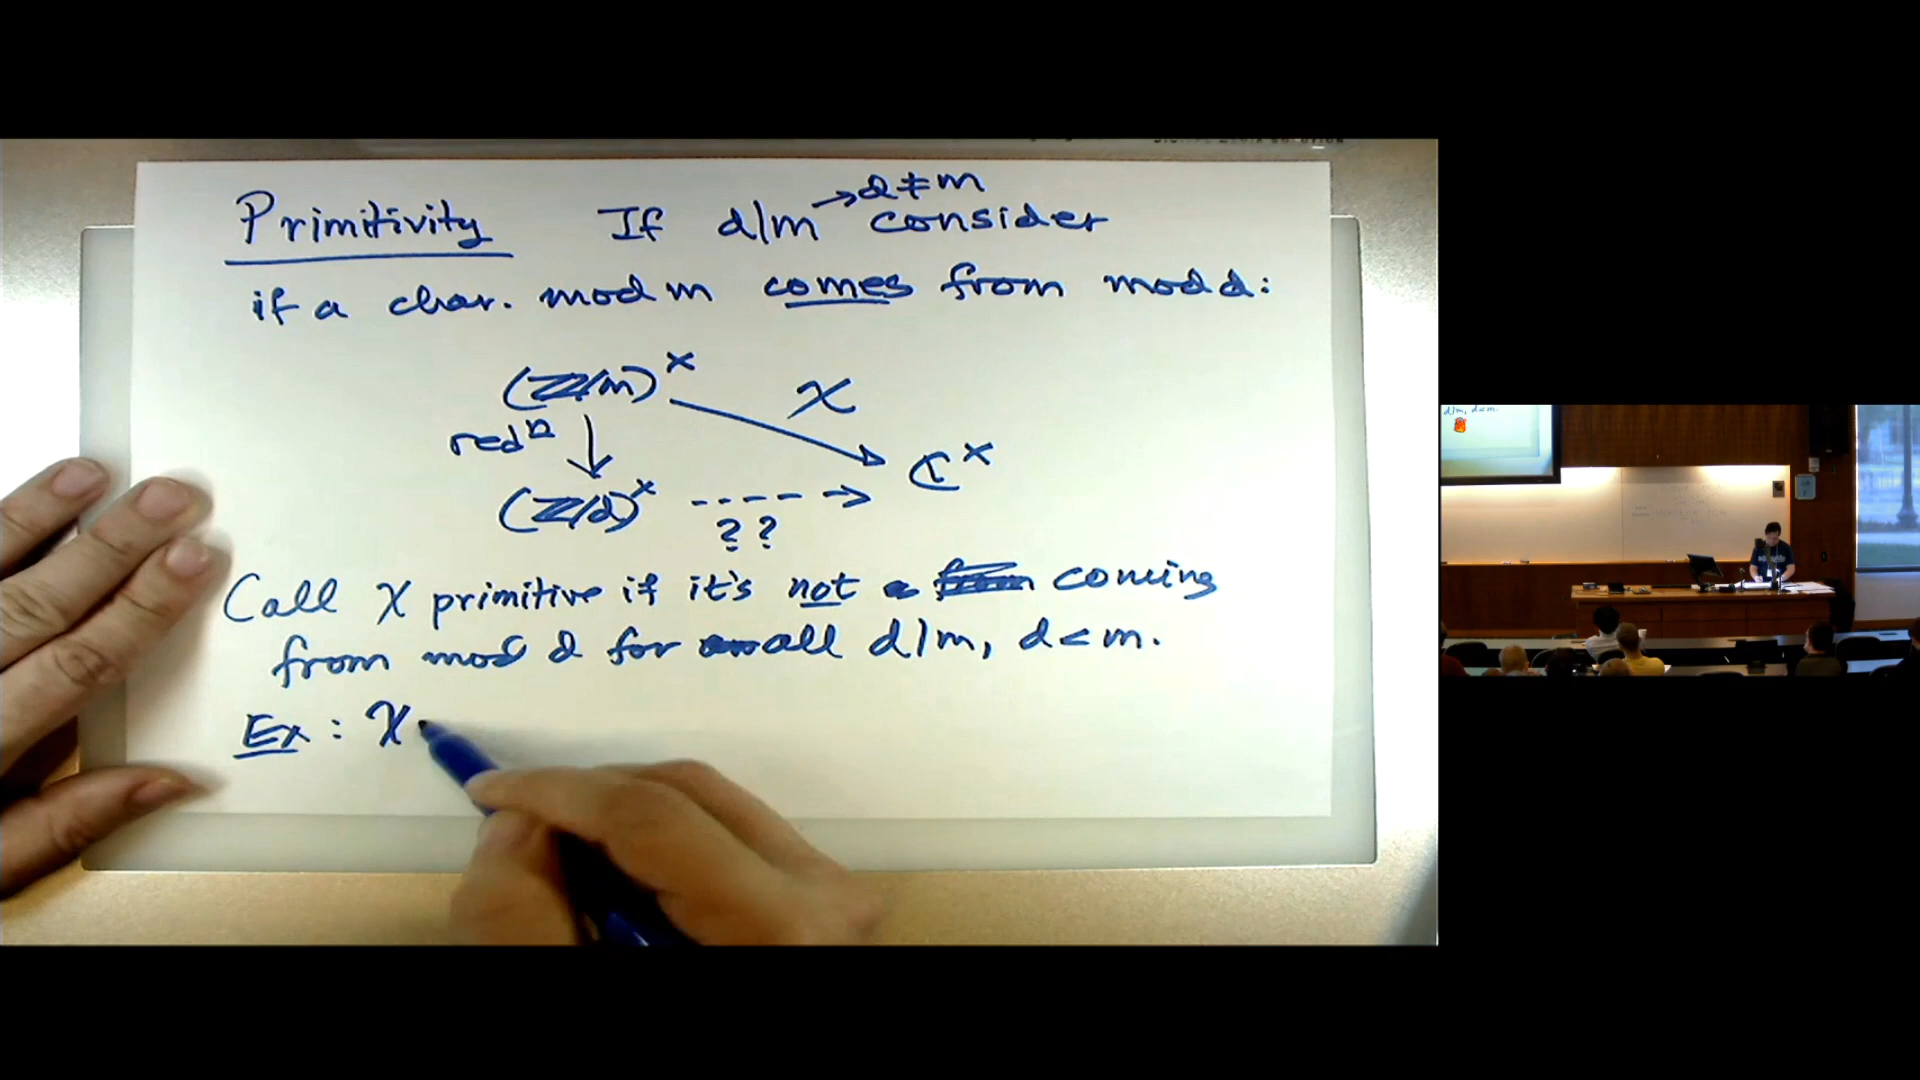 Primitivity If d|m → d≠m consider
if a char. mod m comes from mod d:
(ℤ/m)^×
χ
red^n
ℂ^×
(ℤ/d)^×
? ?
Call χ primitive if it's not coming
from mod d for all d|m, d<m.
Ex: χ
d|m, d<m.